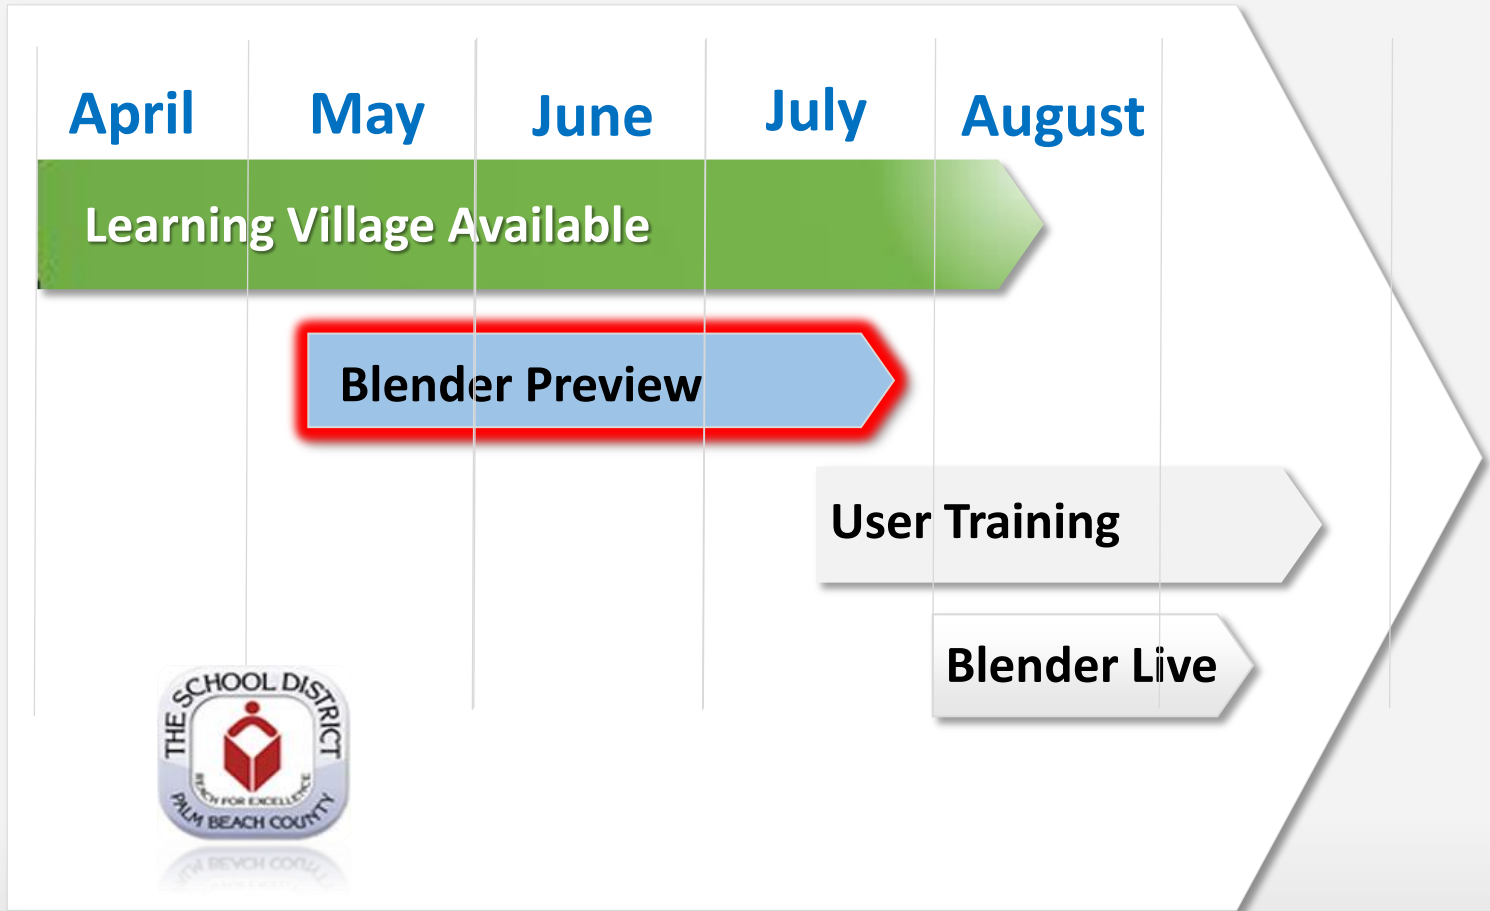 April May June July August
Learning Village Available
Blender Preview
User Training
Blender Live
THE SCHOOL DISTRICT
REACH FOR EXCELLENCE
PALM BEACH COUNTY